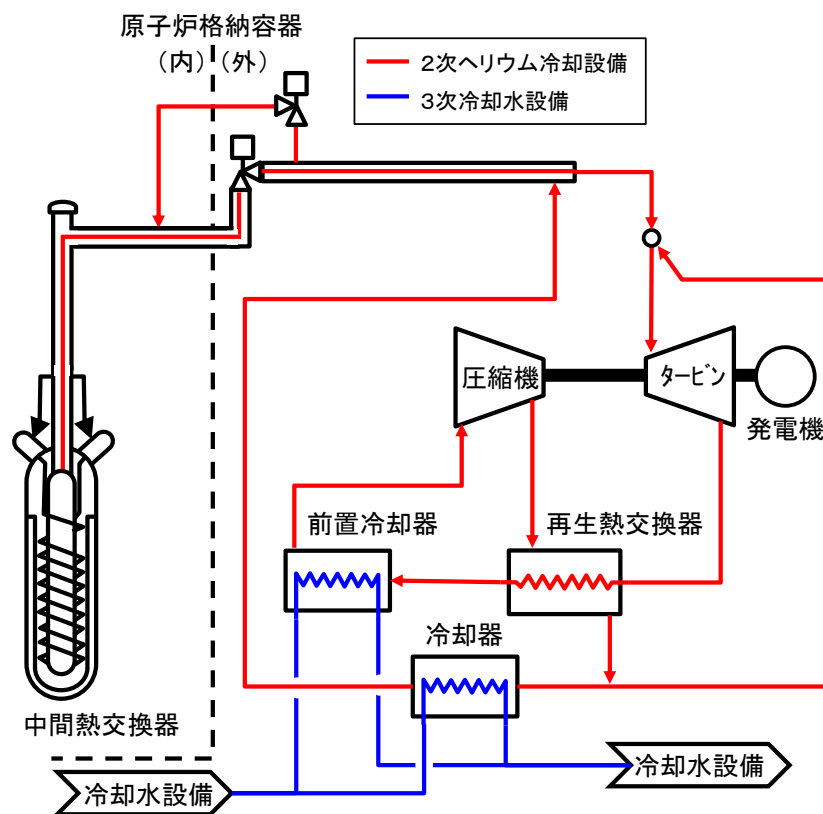 原子炉格納容器
(内) (外)
2次ヘリウム冷却設備
3次冷却水設備
圧縮機
タービン
発電機
前置冷却器
再生熱交換器
冷却器
中間熱交換器
冷却水設備
冷却水設備